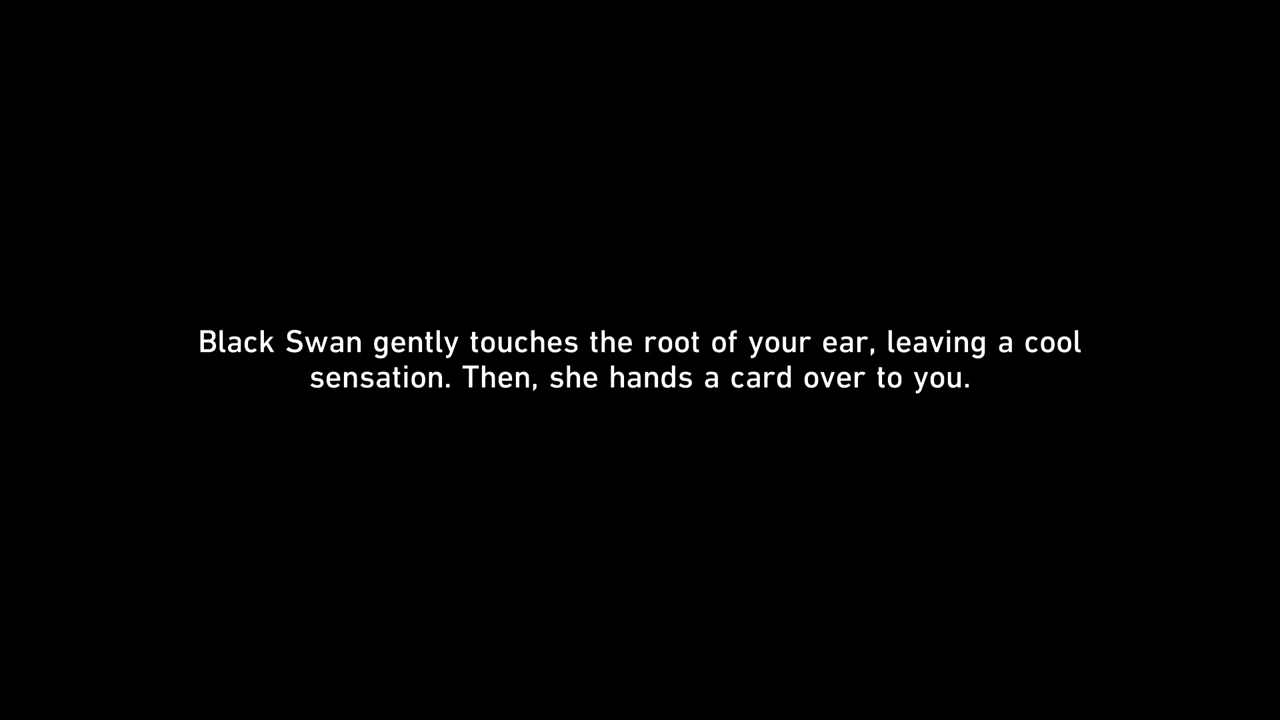 Black Swan gently touches the root of your ear, leaving a cool
sensation. Then, she hands a card over to you.